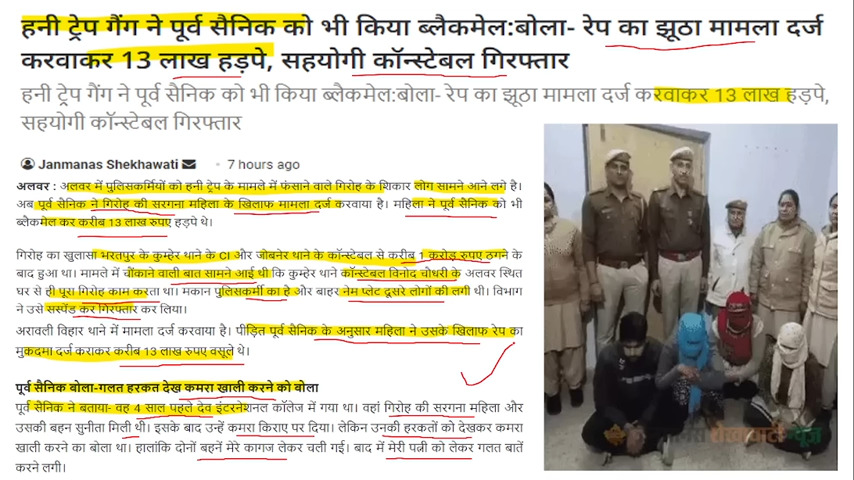 हनी ट्रेप गैंग ने पूर्व सैनिक को भी किया ब्लैकमेल:बोला- रेप का झूठा मामला दर्ज
करवाकर 13 लाख हड़पे, सहयोगी कॉन्स्टेबल गिरफ्तार
हनी ट्रेप गैंग ने पूर्व सैनिक को भी किया ब्लैकमेल:बोला- रेप का झूठा मामला दर्ज करवाकर 13 लाख हड़पे,
सहयोगी कॉन्स्टेबल गिरफ्तार
Janmanas Shekhawati • 7 hours ago
अलवर : अलवर में पुलिसकर्मियों को हनी ट्रेप के मामले में फंसाने वाले गिरोह के शिकार लोग सामने आने लगे है।
अब पूर्व सैनिक ने गिरोह की सरगना महिला के खिलाफ मामला दर्ज करवाया है। महिला ने पूर्व सैनिक को भी
ब्लैकमेल कर करीब 13 लाख रुपए हड़पे थे।
गिरोह का खुलासा भरतपुर के कुम्हेर थाने के CI और जोबनेर थाने के कॉन्स्टेबल से करीब 1 करोड़ रुपए ठगने के
बाद हुआ था। मामले में चौंकाने वाली बात सामने आई थी कि कुम्हेर थाने कॉन्स्टेबल विनोद चोधरी के अलवर स्थित
घर से ही पूरा गिरोह काम करता था। मकान पुलिसकर्मी का हे और बाहर नेम प्लेट दूसरे लोगों की लगी थी। विभाग
ने उसे सस्पेंड कर गिरफ्तार कर लिया।
अरावली विहार थाने में मामला दर्ज करवाया है। पीड़ित पूर्व सैनिक के अनुसार महिला ने उसके खिलाफ रेप का
मुकदमा दर्ज कराकर करीब 13 लाख रुपए वसूले थे।
पूर्व सैनिक बोला-गलत हरकत देख कमरा खाली करने को बोला
पूर्व सैनिक ने बताया- वह 4 साल पहले देव इंटरनेशनल कॉलेज में गया था। वहां गिरोह की सरगना महिला और
उसकी बहन सुनीता मिली थी। इसके बाद उन्हें कमरा किराए पर दिया। लेकिन उनकी हरकतों को देखकर कमरा
खाली करने का बोला था। हालांकि दोनों बहनें मेरे कागज लेकर चली गई। बाद में मेरी पत्नी को लेकर गलत बातें
करने लगी।
शेखावाटी न्यूज़